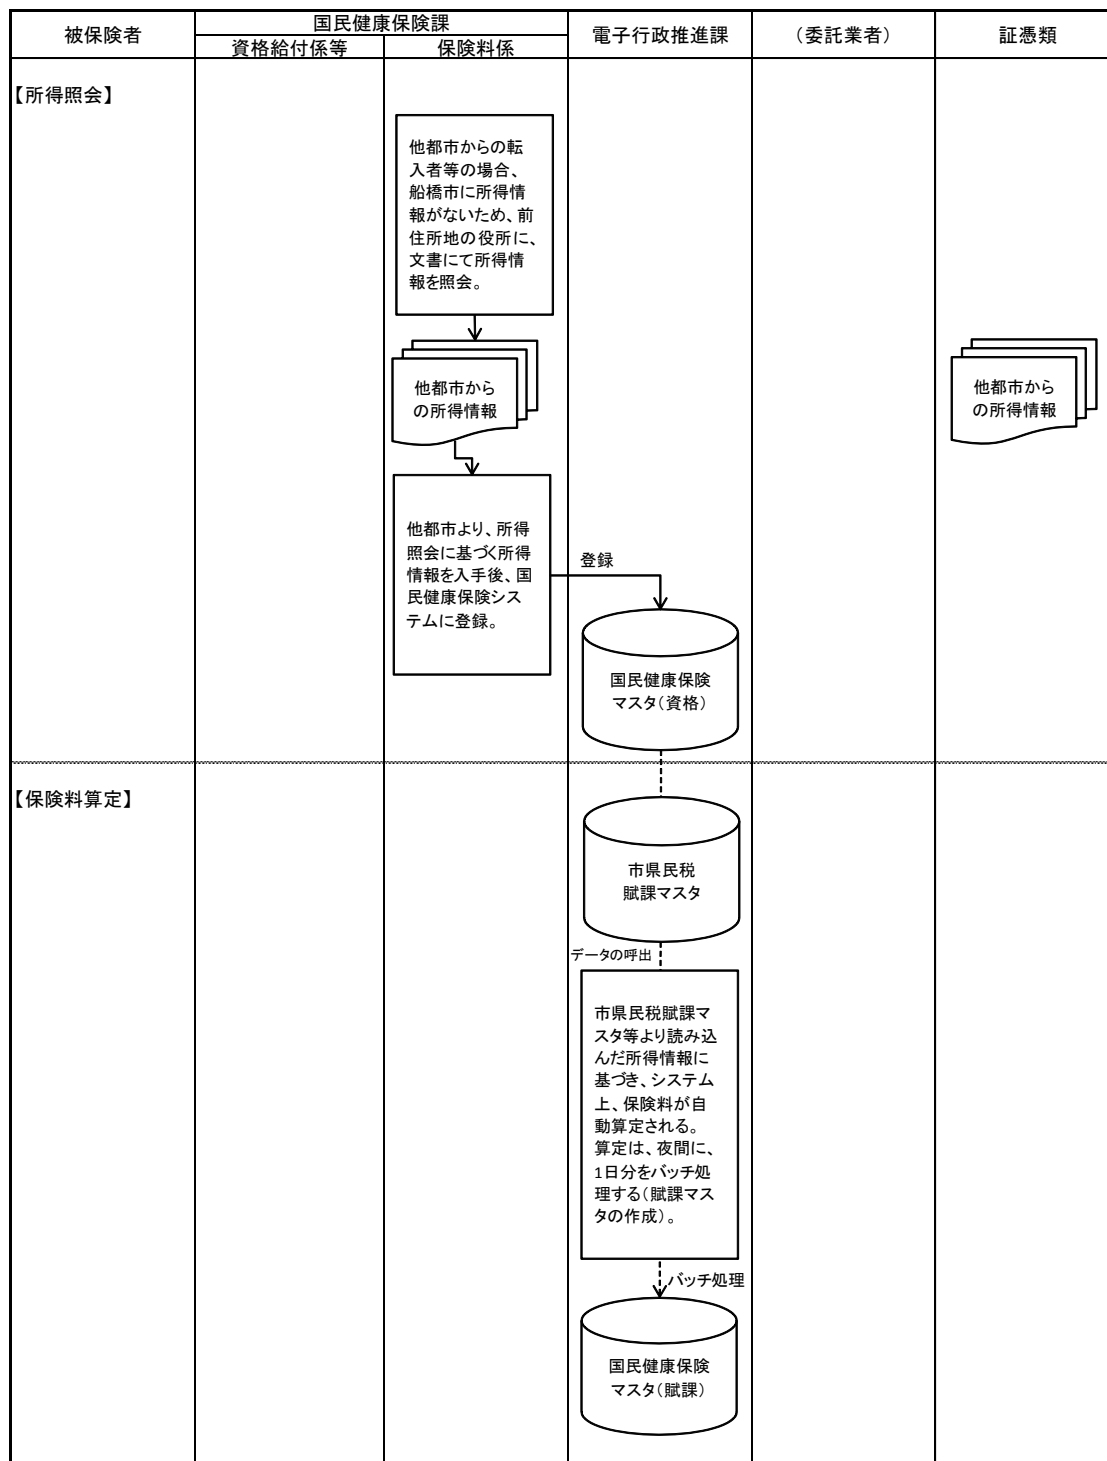 被保険者
国民健康保険課
資格給付係等
保険料係
電子行政推進課
（委託業者）
証憑類
【所得照会】
他都市からの転
入者等の場合、
船橋市に所得情
報がないため、前
住所地の役所に、
文書にて所得情
報を照会。
他都市から
の所得情報
他都市から
の所得情報
他都市より、所得
照会に基づく所得
情報を入手後、国
民健康保険シス
テムに登録。
登録
国民健康保険
マスタ（資格）
【保険料算定】
市県民税
賦課マスタ
データの呼出
市県民税賦課マ
スタ等より読み込
んだ所得情報に
基づき、システム
上、保険料が自
動算定される。
算定は、夜間に、
1日分をバッチ処
理する（賦課マス
タの作成）。
バッチ処理
国民健康保険
マスタ（賦課）